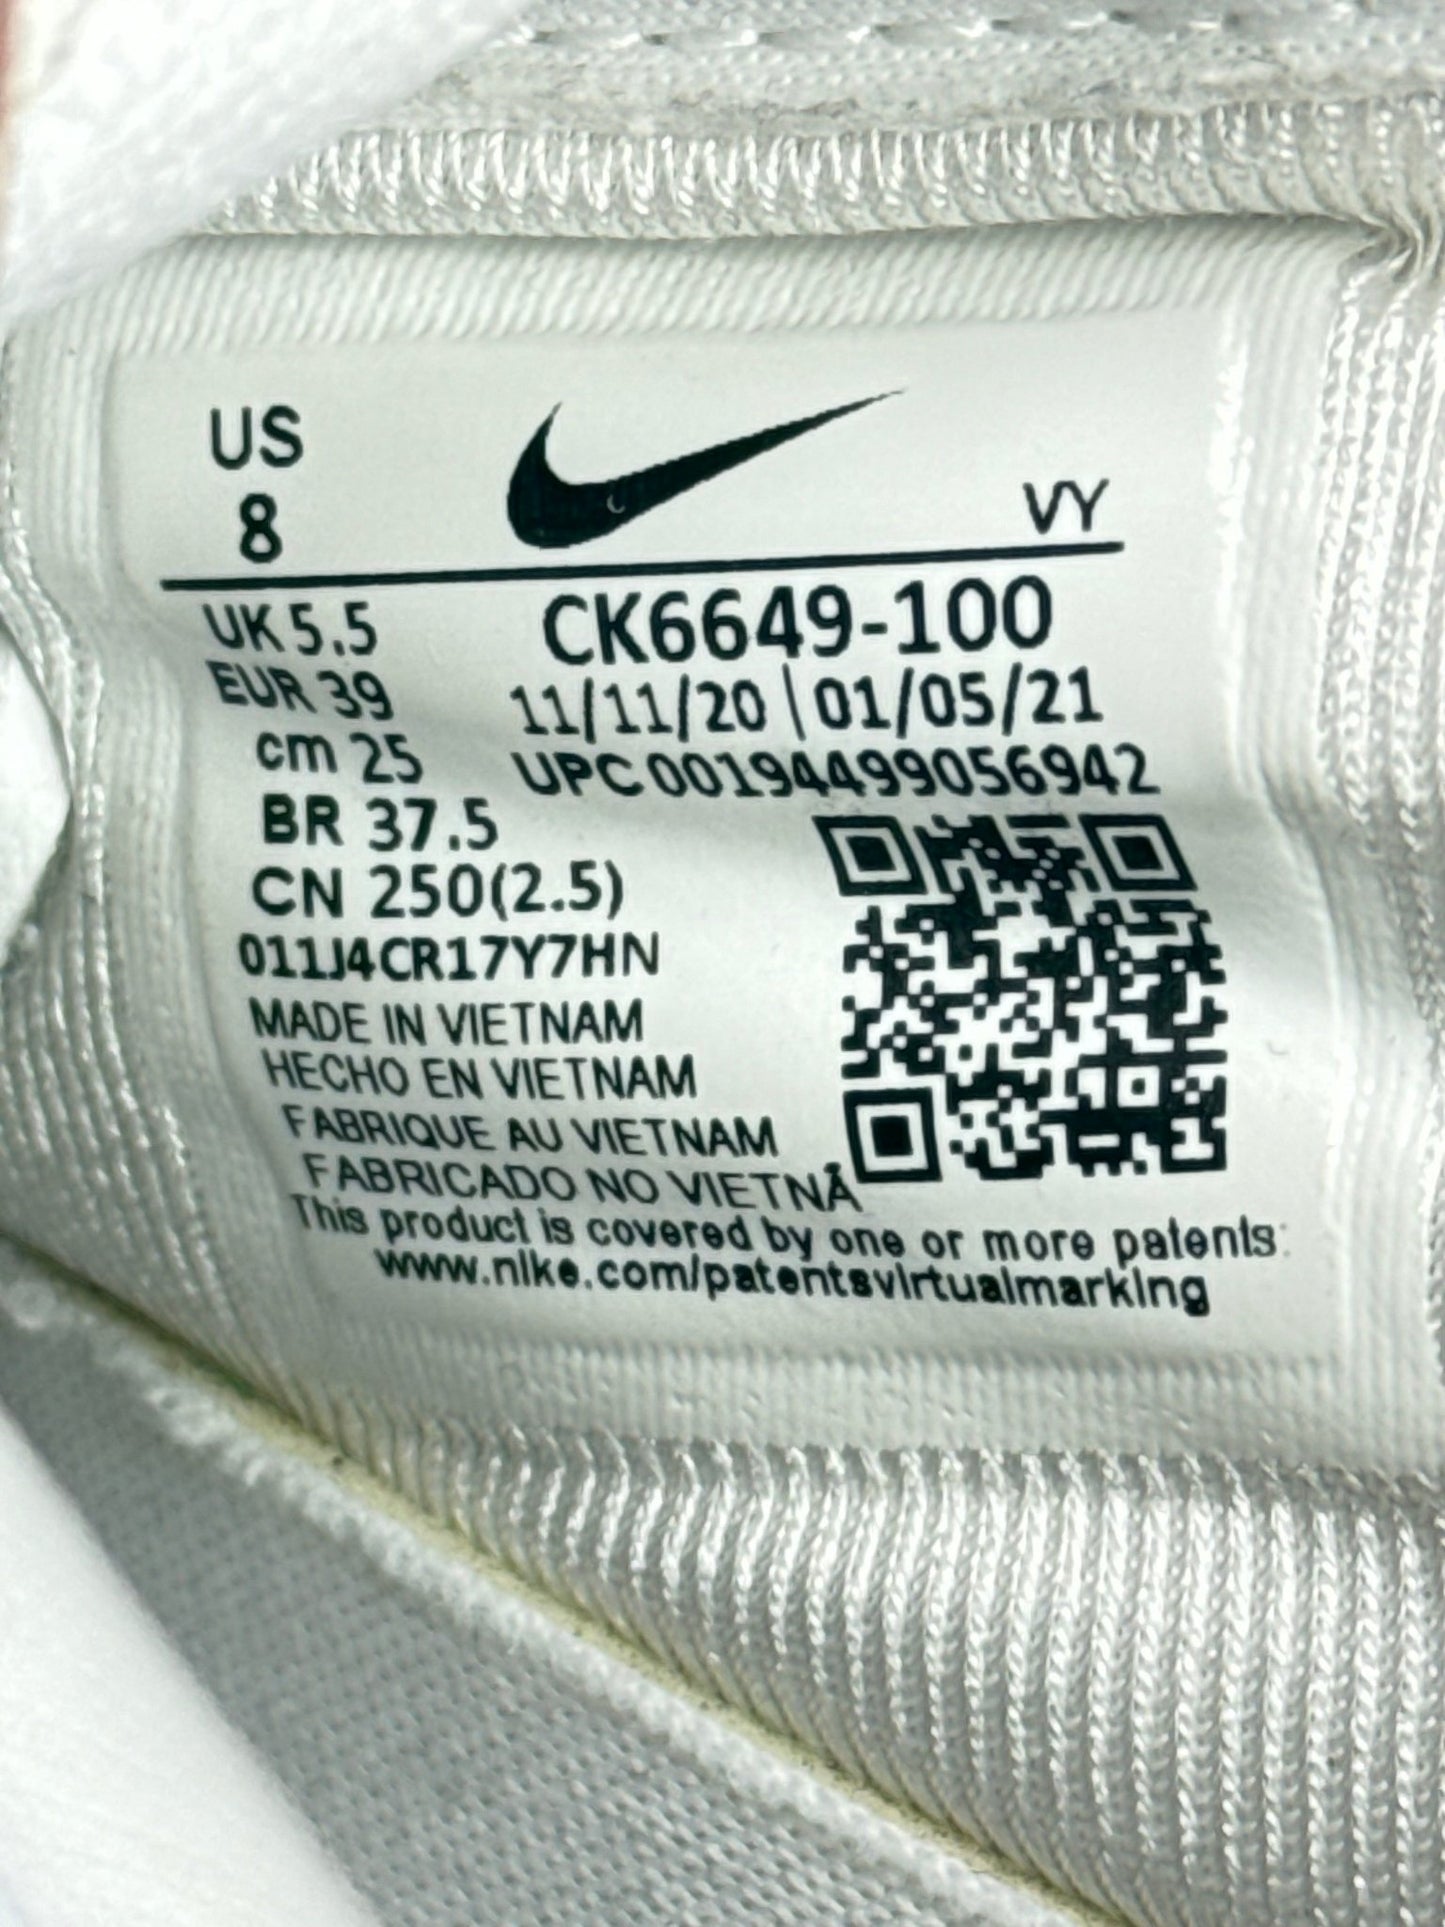 US
8
VY
UK 5.5
CK6649-100
EUR 39
11/11/20 | 01/05/21
cm 25
UPC 00194499056942
BR 37.5
CN 250(2.5)
011J4CR17Y7HN
MADE IN VIETNAM
HECHO EN VIETNAM
FABRIQUE AU VIETNAM
FABRICADO NO VIETNÃ
This product is covered by one or more patents:
www.nike.com/patentsvirtualmarking